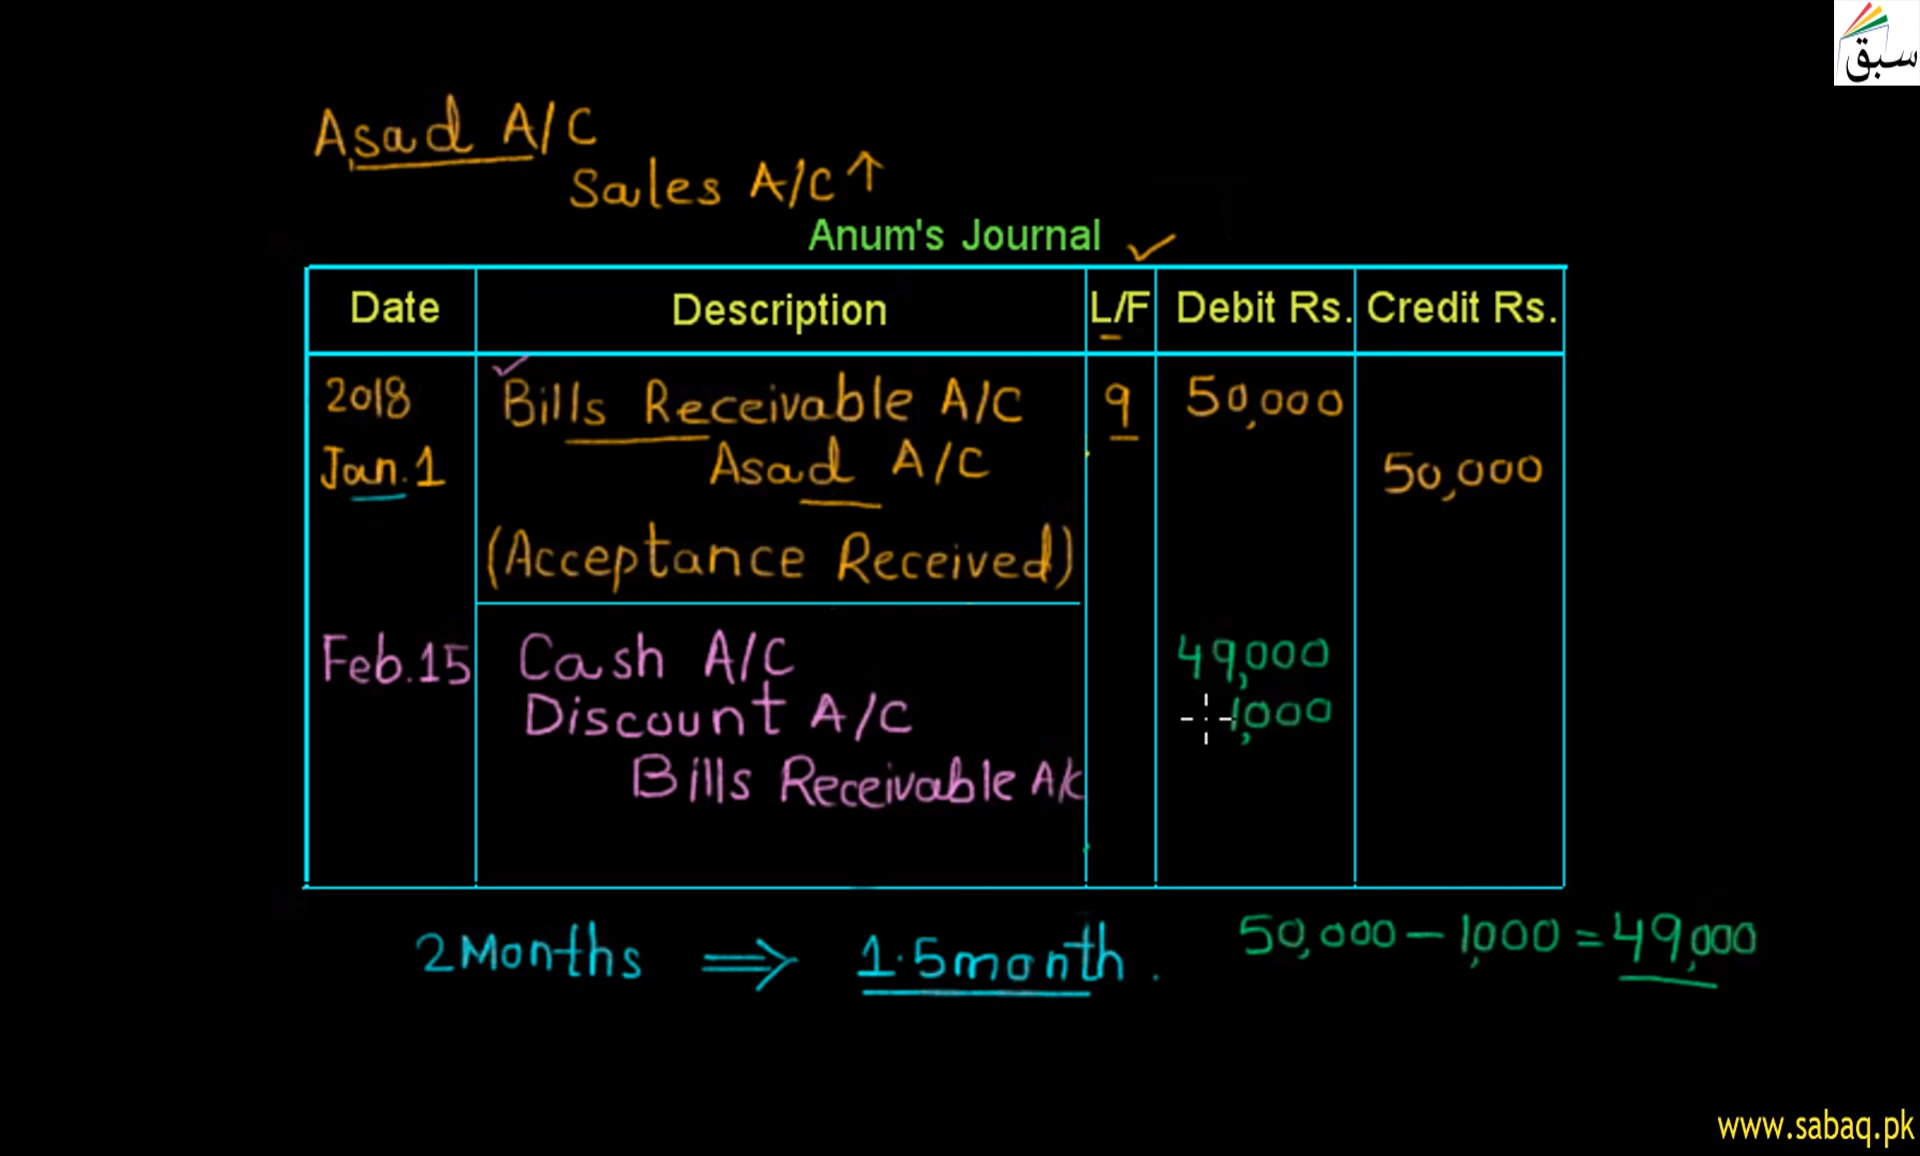 سبق
Asad A/C
Sales A/C ↑
Anum's Journal ✓
Date Description L/F Debit Rs. Credit Rs.
2018 Bills Receivable A/C 9 50,000
Jan.1 Asad A/C 50,000
(Acceptance Received)
Feb.15 Cash A/C 49,000
Discount A/C 1,000
Bills Receivable A/C
2 Months ⇒ 1.5 month.
50,000 - 1,000 = 49,000
www.sabaq.pk